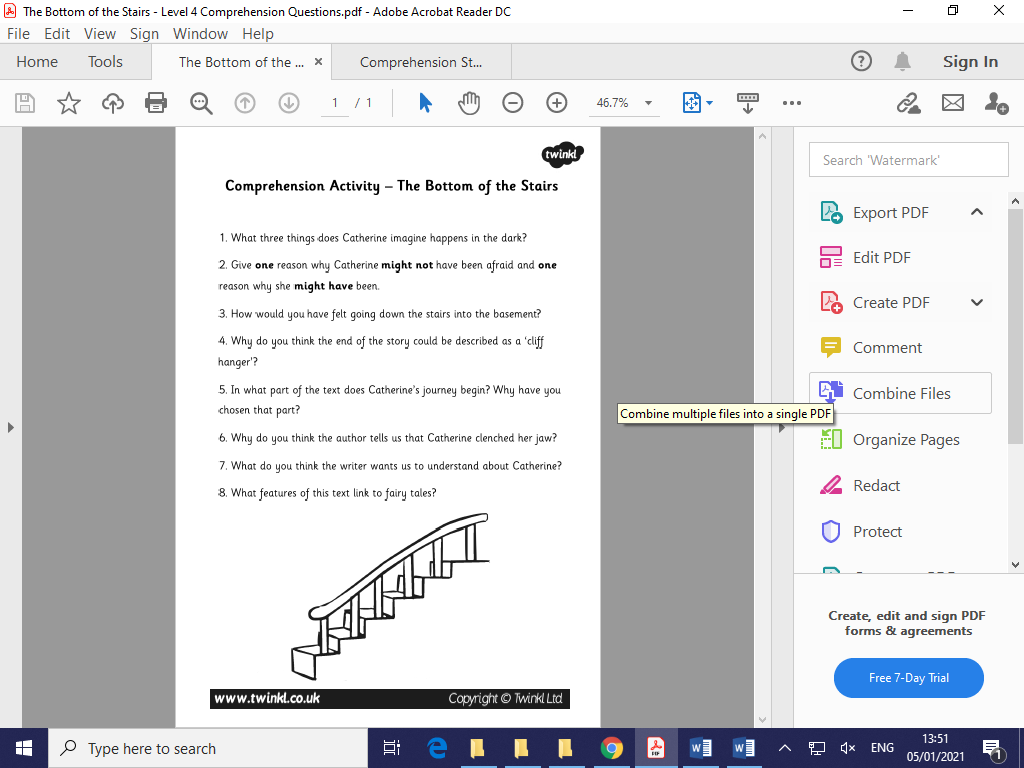 The Bottom of the Stairs - Level 4 Comprehension Questions.pdf - Adobe Acrobat Reader DC
File Edit View Sign Window Help
Home Tools The Bottom of the ... × Comprehension St... Sign In
1 / 1 46.7%
twinkl
Comprehension Activity – The Bottom of the Stairs
1. What three things does Catherine imagine happens in the dark?
2. Give one reason why Catherine might not have been afraid and one
reason why she might have been.
3. How would you have felt going down the stairs into the basement?
4. Why do you think the end of the story could be described as a 'cliff
hanger'?
5. In what part of the text does Catherine's journey begin? Why have you
chosen that part?
6. Why do you think the author tells us that Catherine clenched her jaw?
7. What do you think the writer wants us to understand about Catherine?
8. What features of this text link to fairy tales?
www.twinkl.co.uk Copyright © Twinkl Ltd.
Search 'Watermark'
Export PDF
Edit PDF
Create PDF
Comment
Combine Files
Combine multiple files into a single PDF
Organize Pages
Redact
Protect
Create, edit and sign PDF
forms & agreements
Free 7-Day Trial
Type here to search
ENG
13:51
05/01/2021
1